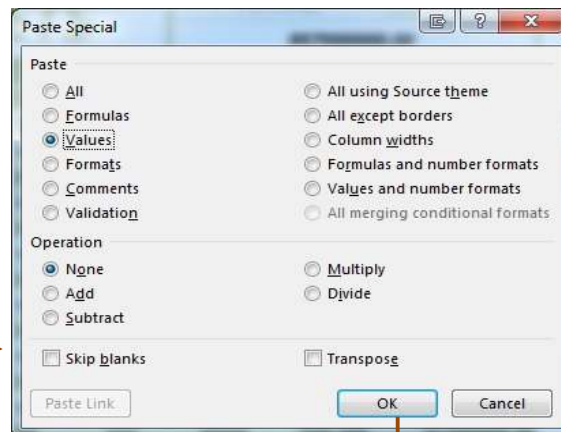 Paste Special
Paste
All
All using Source theme
Formulas
All except borders
Values
Column widths
Formats
Formulas and number formats
Comments
Values and number formats
Validation
All merging conditional formats
Operation
None
Multiply
Add
Divide
Subtract
Skip blanks
Transpose
Paste Link
OK
Cancel